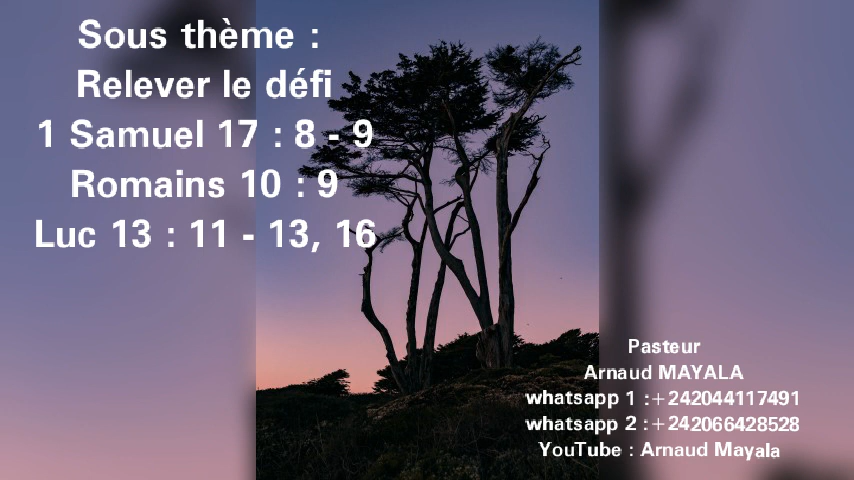 Sous thème :
Relever le défi
1 Samuel 17 : 8 - 9
Romains 10 : 9
Luc 13 : 11 - 13, 16
Pasteur
Arnaud MAYALA
whatsapp 1 :+242044117491
whatsapp 2 :+242066428528
YouTube : Arnaud Mayala